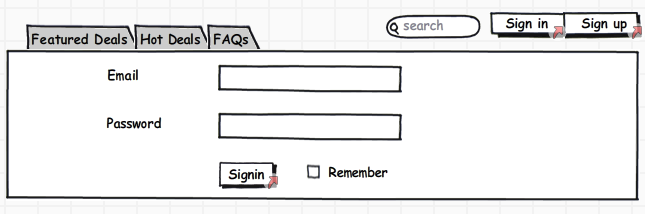 search
Sign in
Sign up
Featured Deals
Hot Deals
FAQs
Email
Password
Signin
Remember